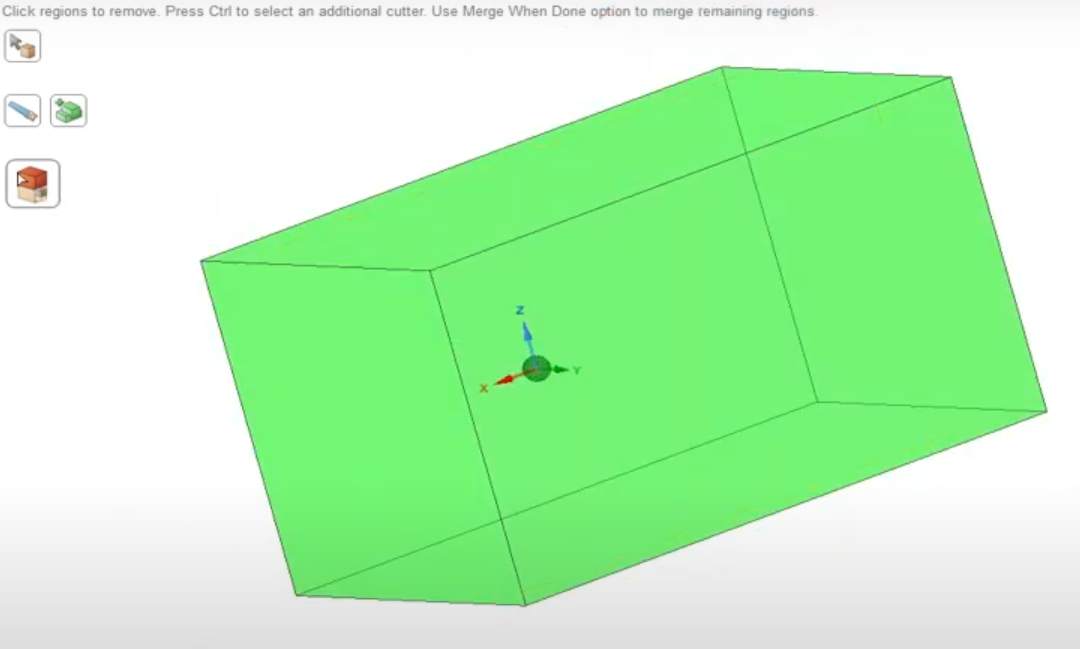 Click regions to remove. Press Ctrl to select an additional cutter. Use Merge When Done option to merge remaining regions.
Z
X
Y